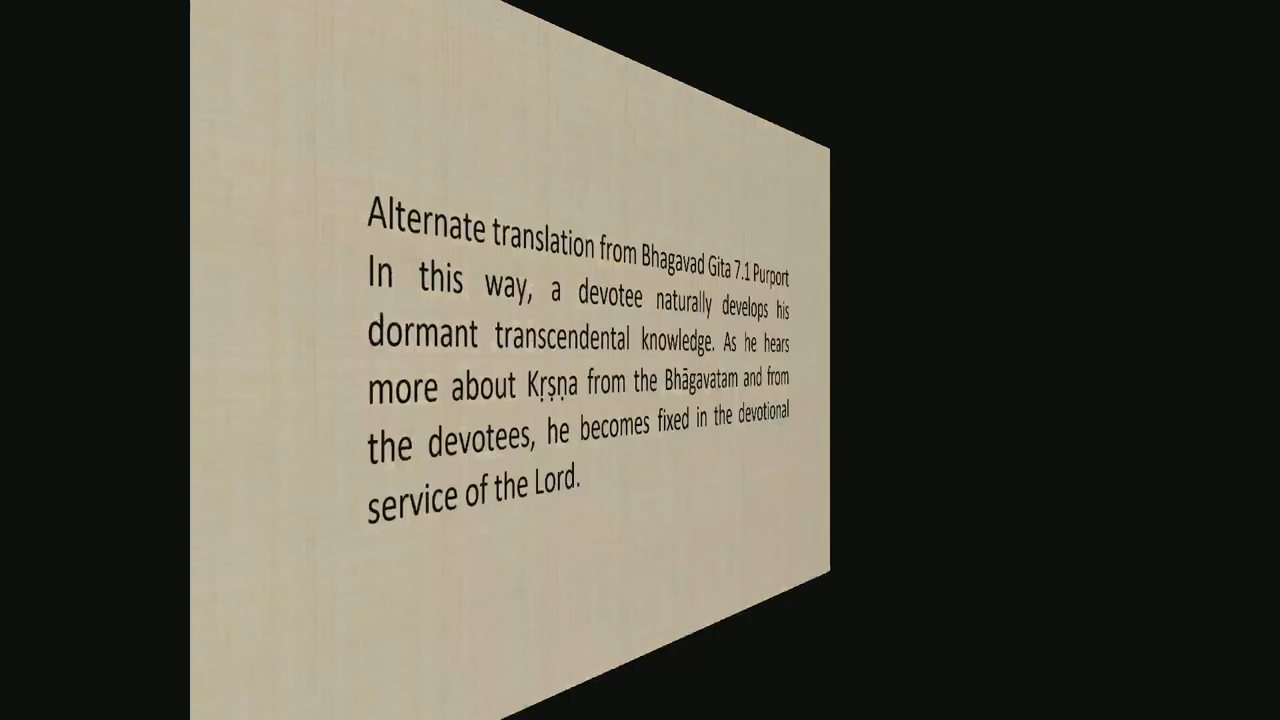 Alternate translation from Bhagavad Gita 7.1 Purport
In this way, a devotee naturally develops his
dormant transcendental knowledge. As he hears
more about Kṛṣṇa from the Bhāgavatam and from
the devotees, he becomes fixed in the devotional
service of the Lord.